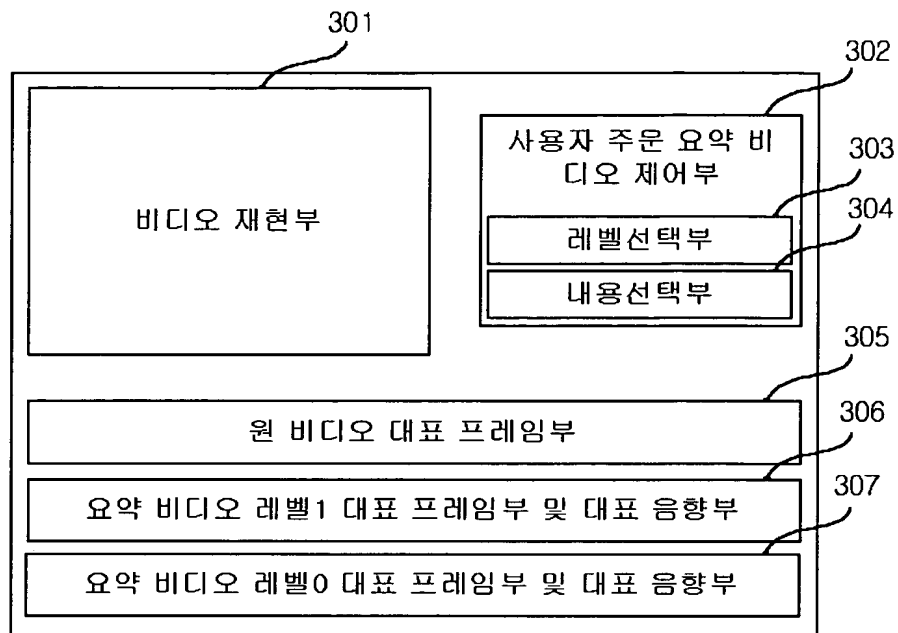 301
302
사용자 주운 요약 비
디오 제어부
303
304
비디오 재현부
레벨선택부
내용선택부
305
원 비디오 대표 프레임부
306
요약 비디오 레벨1 대표 프레임부 및 대표 음향부
307
요약 비디오 레벨0 대표 프레임부 및 대표 음향부